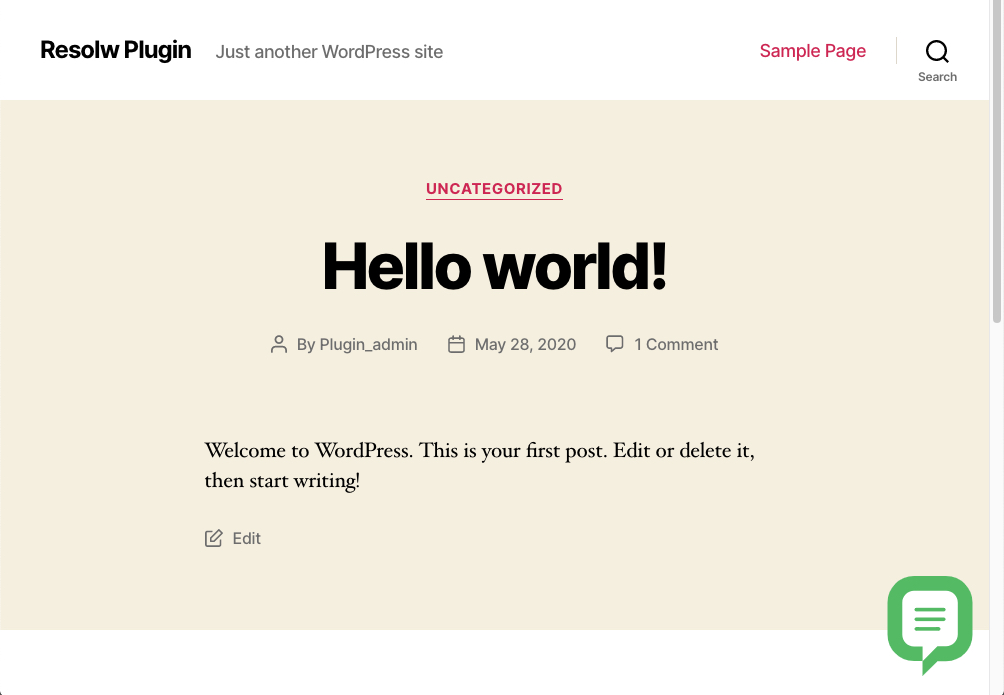 Resolw Plugin Just another WordPress site Sample Page
Search
UNCATEGORIZED
Hello world!
By Plugin_admin May 28, 2020 1 Comment
Welcome to WordPress. This is your first post. Edit or delete it,
then start writing!
Edit